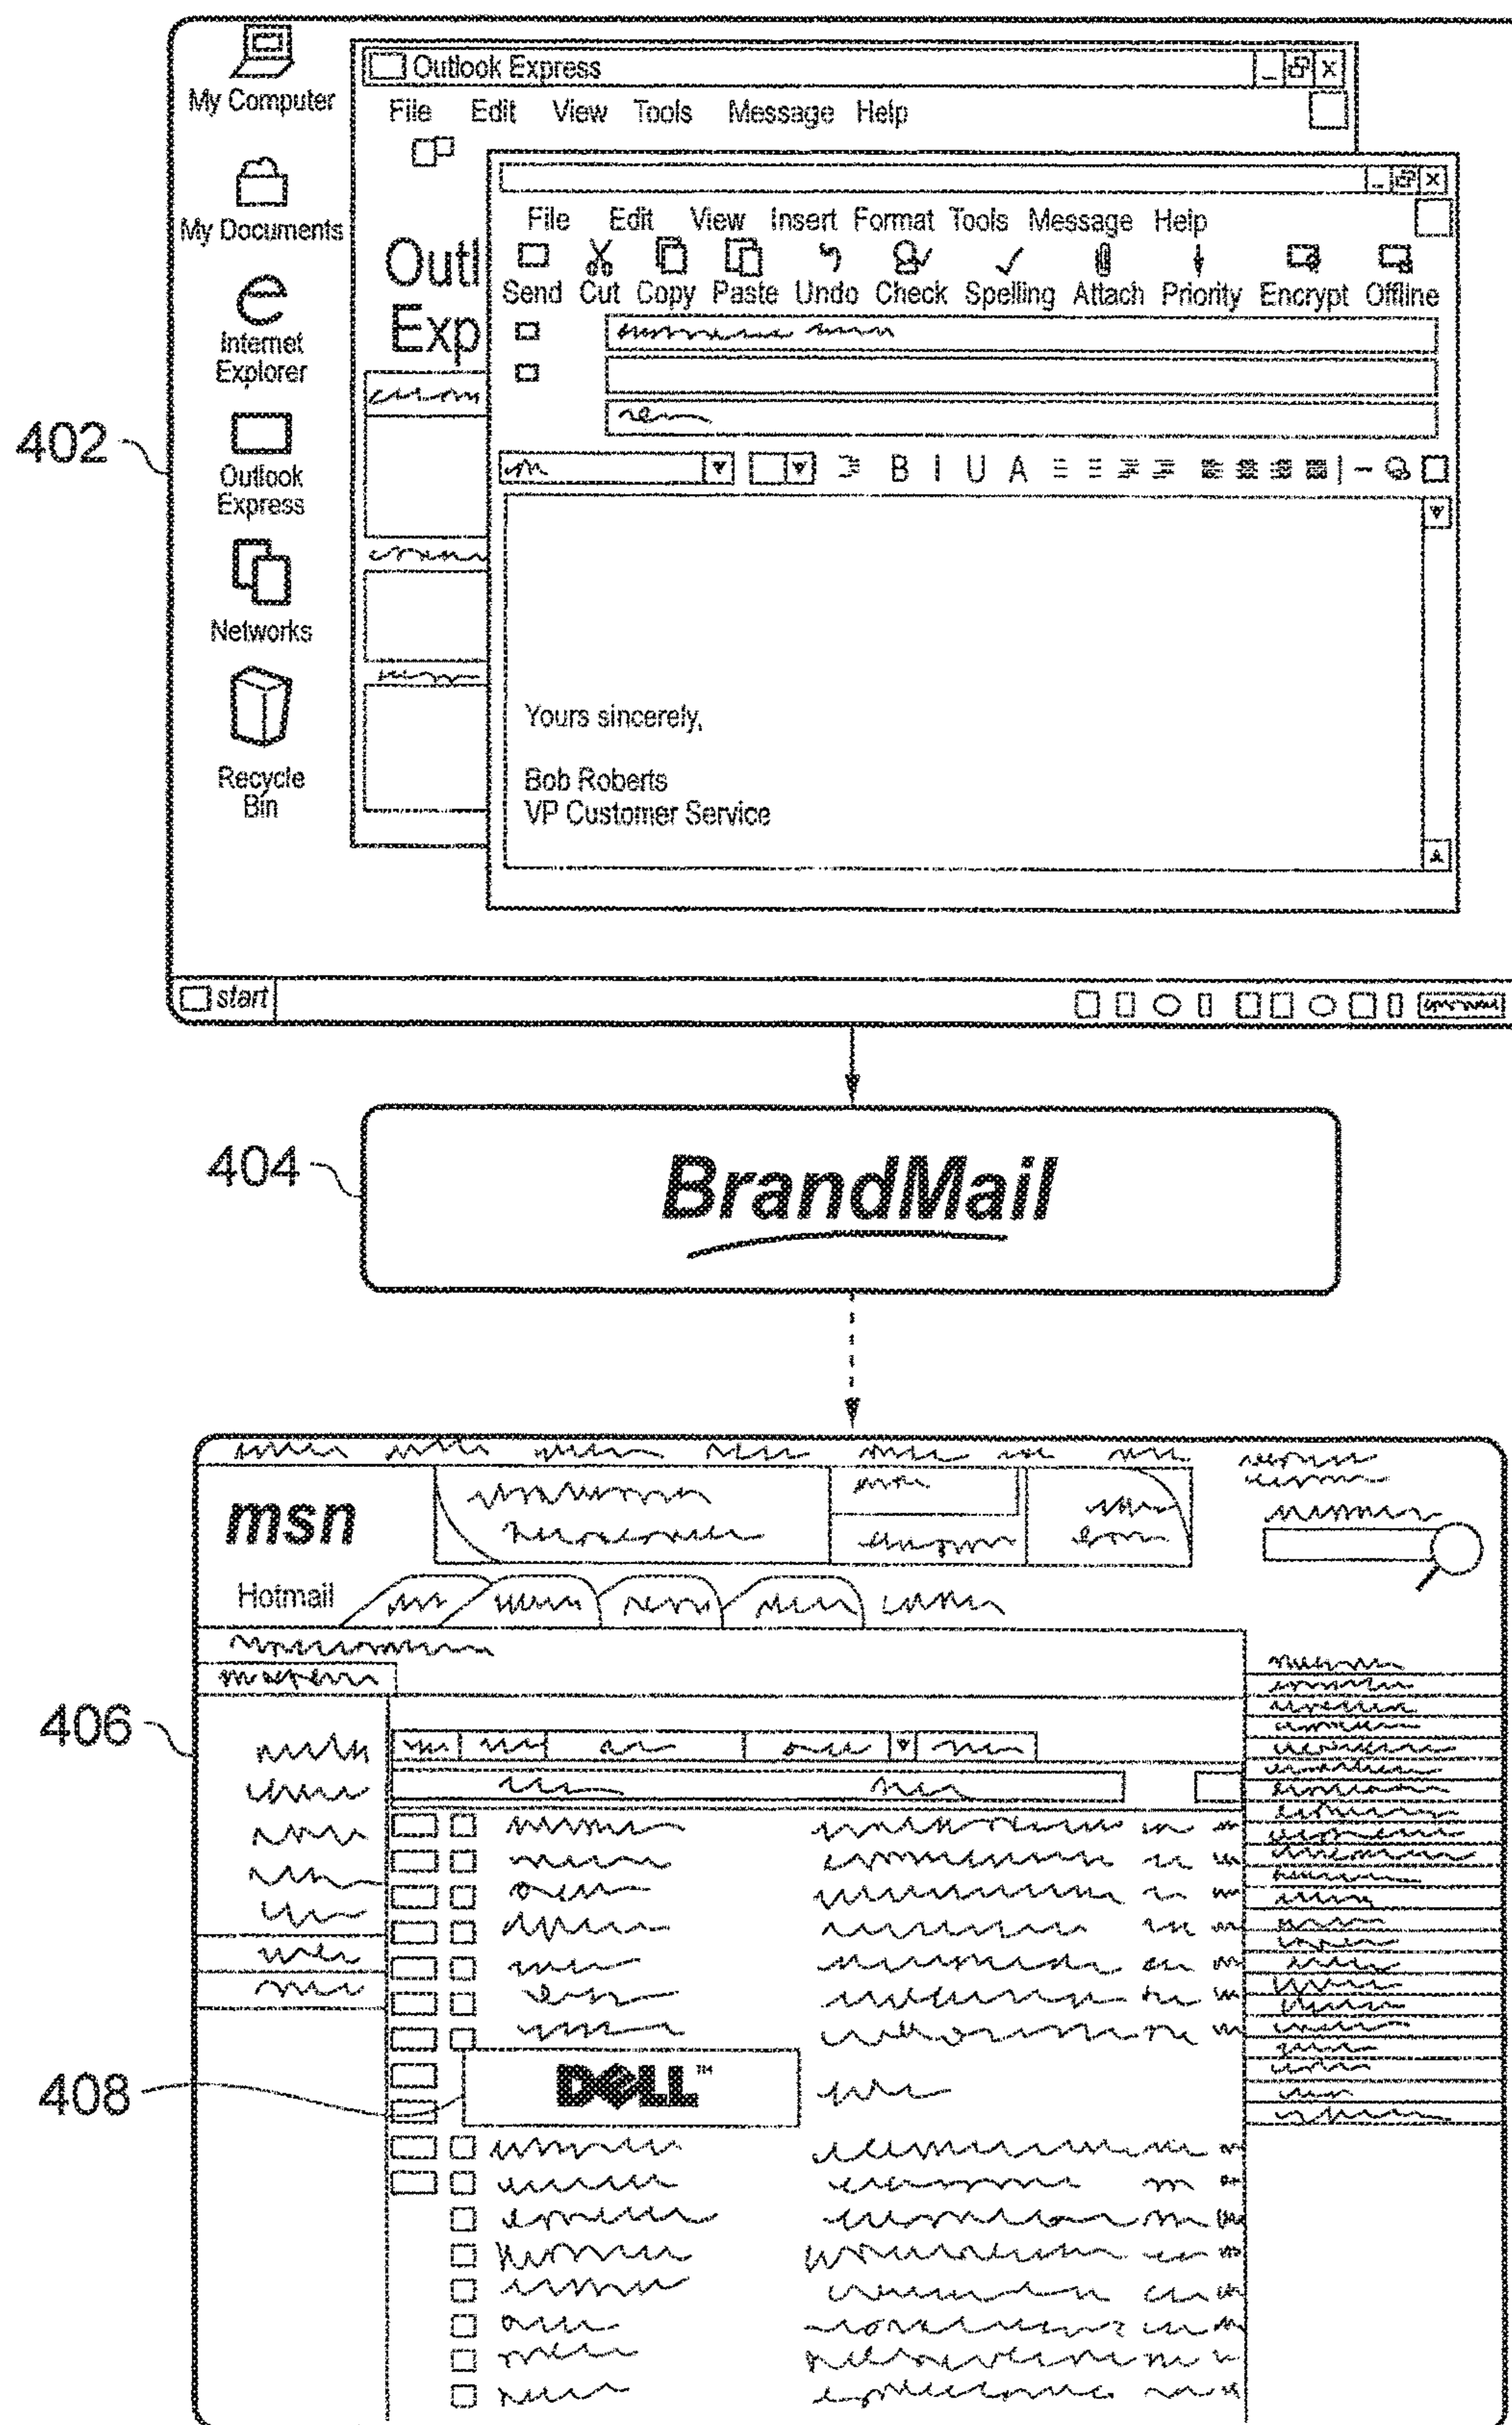 My Computer
My Documents
Internet
Explorer
Outlook
Express
Networks
Recycle
Bin
402
Outlook Express
File Edit View Tools Message Help
Outl
Exp
File Edit View Insert Format Tools Message Help
Send Cut Copy Paste Undo Check Spelling Attach Priority Encrypt Offline
B I U A
Yours sincerely,
Bob Roberts
VP Customer Service
start
404
BrandMail
msn
Hotmail
406
408
DELL™